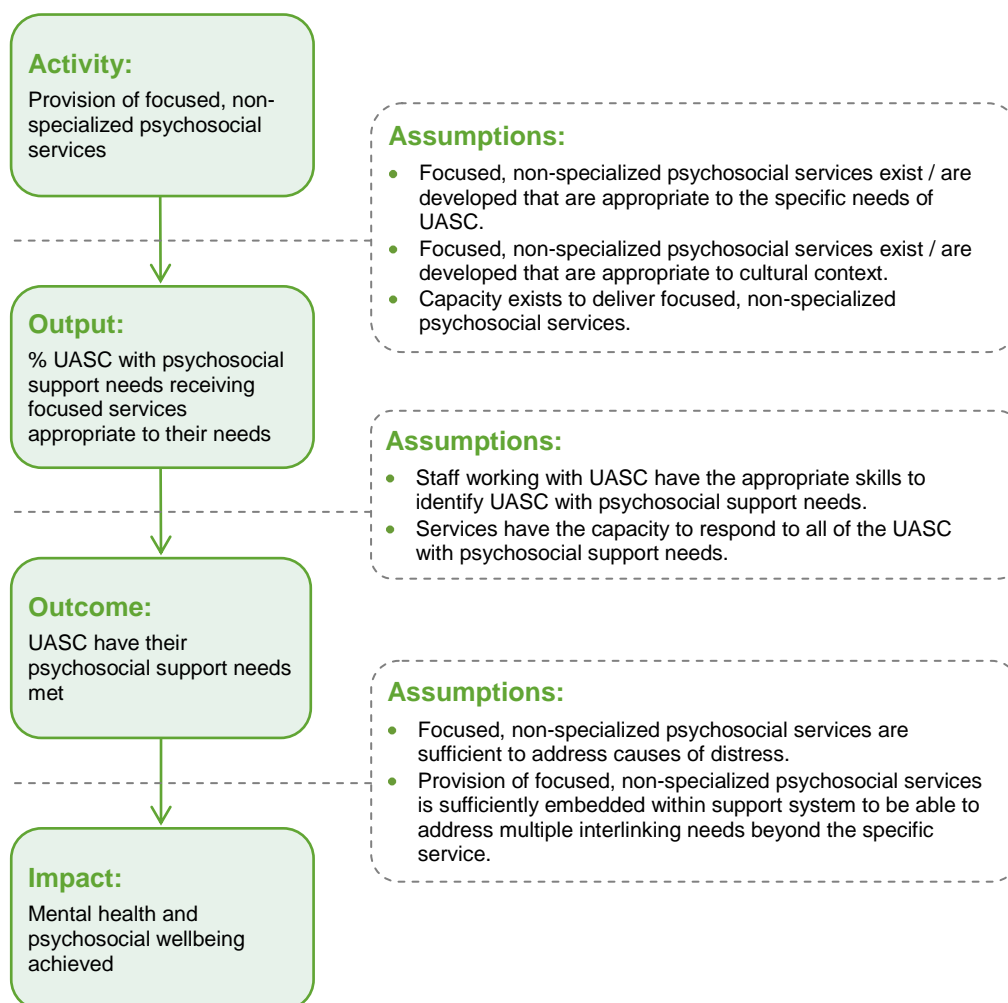 Activity:
Provision of focused, non-
specialized psychosocial
services
Assumptions:
• Focused, non-specialized psychosocial services exist / are
developed that are appropriate to the specific needs of
UASC.
• Focused, non-specialized psychosocial services exist / are
developed that are appropriate to cultural context.
• Capacity exists to deliver focused, non-specialized
psychosocial services.
Output:
% UASC with psychosocial
support needs receiving
focused services
appropriate to their needs
Assumptions:
• Staff working with UASC have the appropriate skills to
identify UASC with psychosocial support needs.
• Services have the capacity to respond to all of the UASC
with psychosocial support needs.
Outcome:
UASC have their
psychosocial support needs
met
Assumptions:
• Focused, non-specialized psychosocial services are
sufficient to address causes of distress.
• Provision of focused, non-specialized psychosocial services
is sufficiently embedded within support system to be able to
address multiple interlinking needs beyond the specific
service.
Impact:
Mental health and
psychosocial wellbeing
achieved